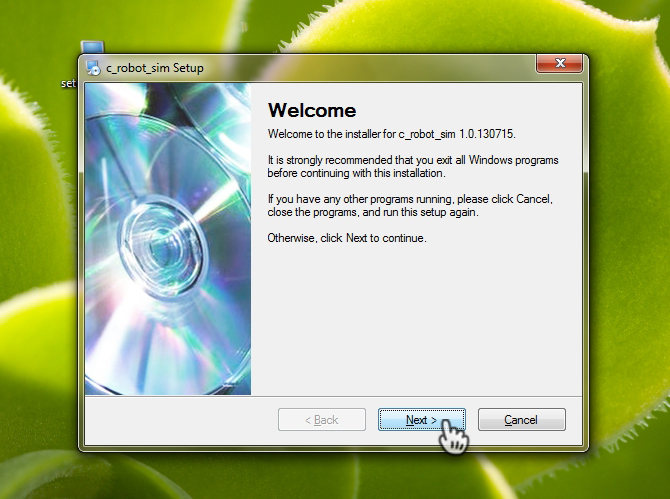 set
c_robot_sim Setup
Welcome
Welcome to the installer for c_robot_sim 1.0.130715.
It is strongly recommended that you exit all Windows programs
before continuing with this installation.
If you have any other programs running, please click Cancel,
close the programs, and run this setup again.
Otherwise, click Next to continue.
< Back
Next >
Cancel